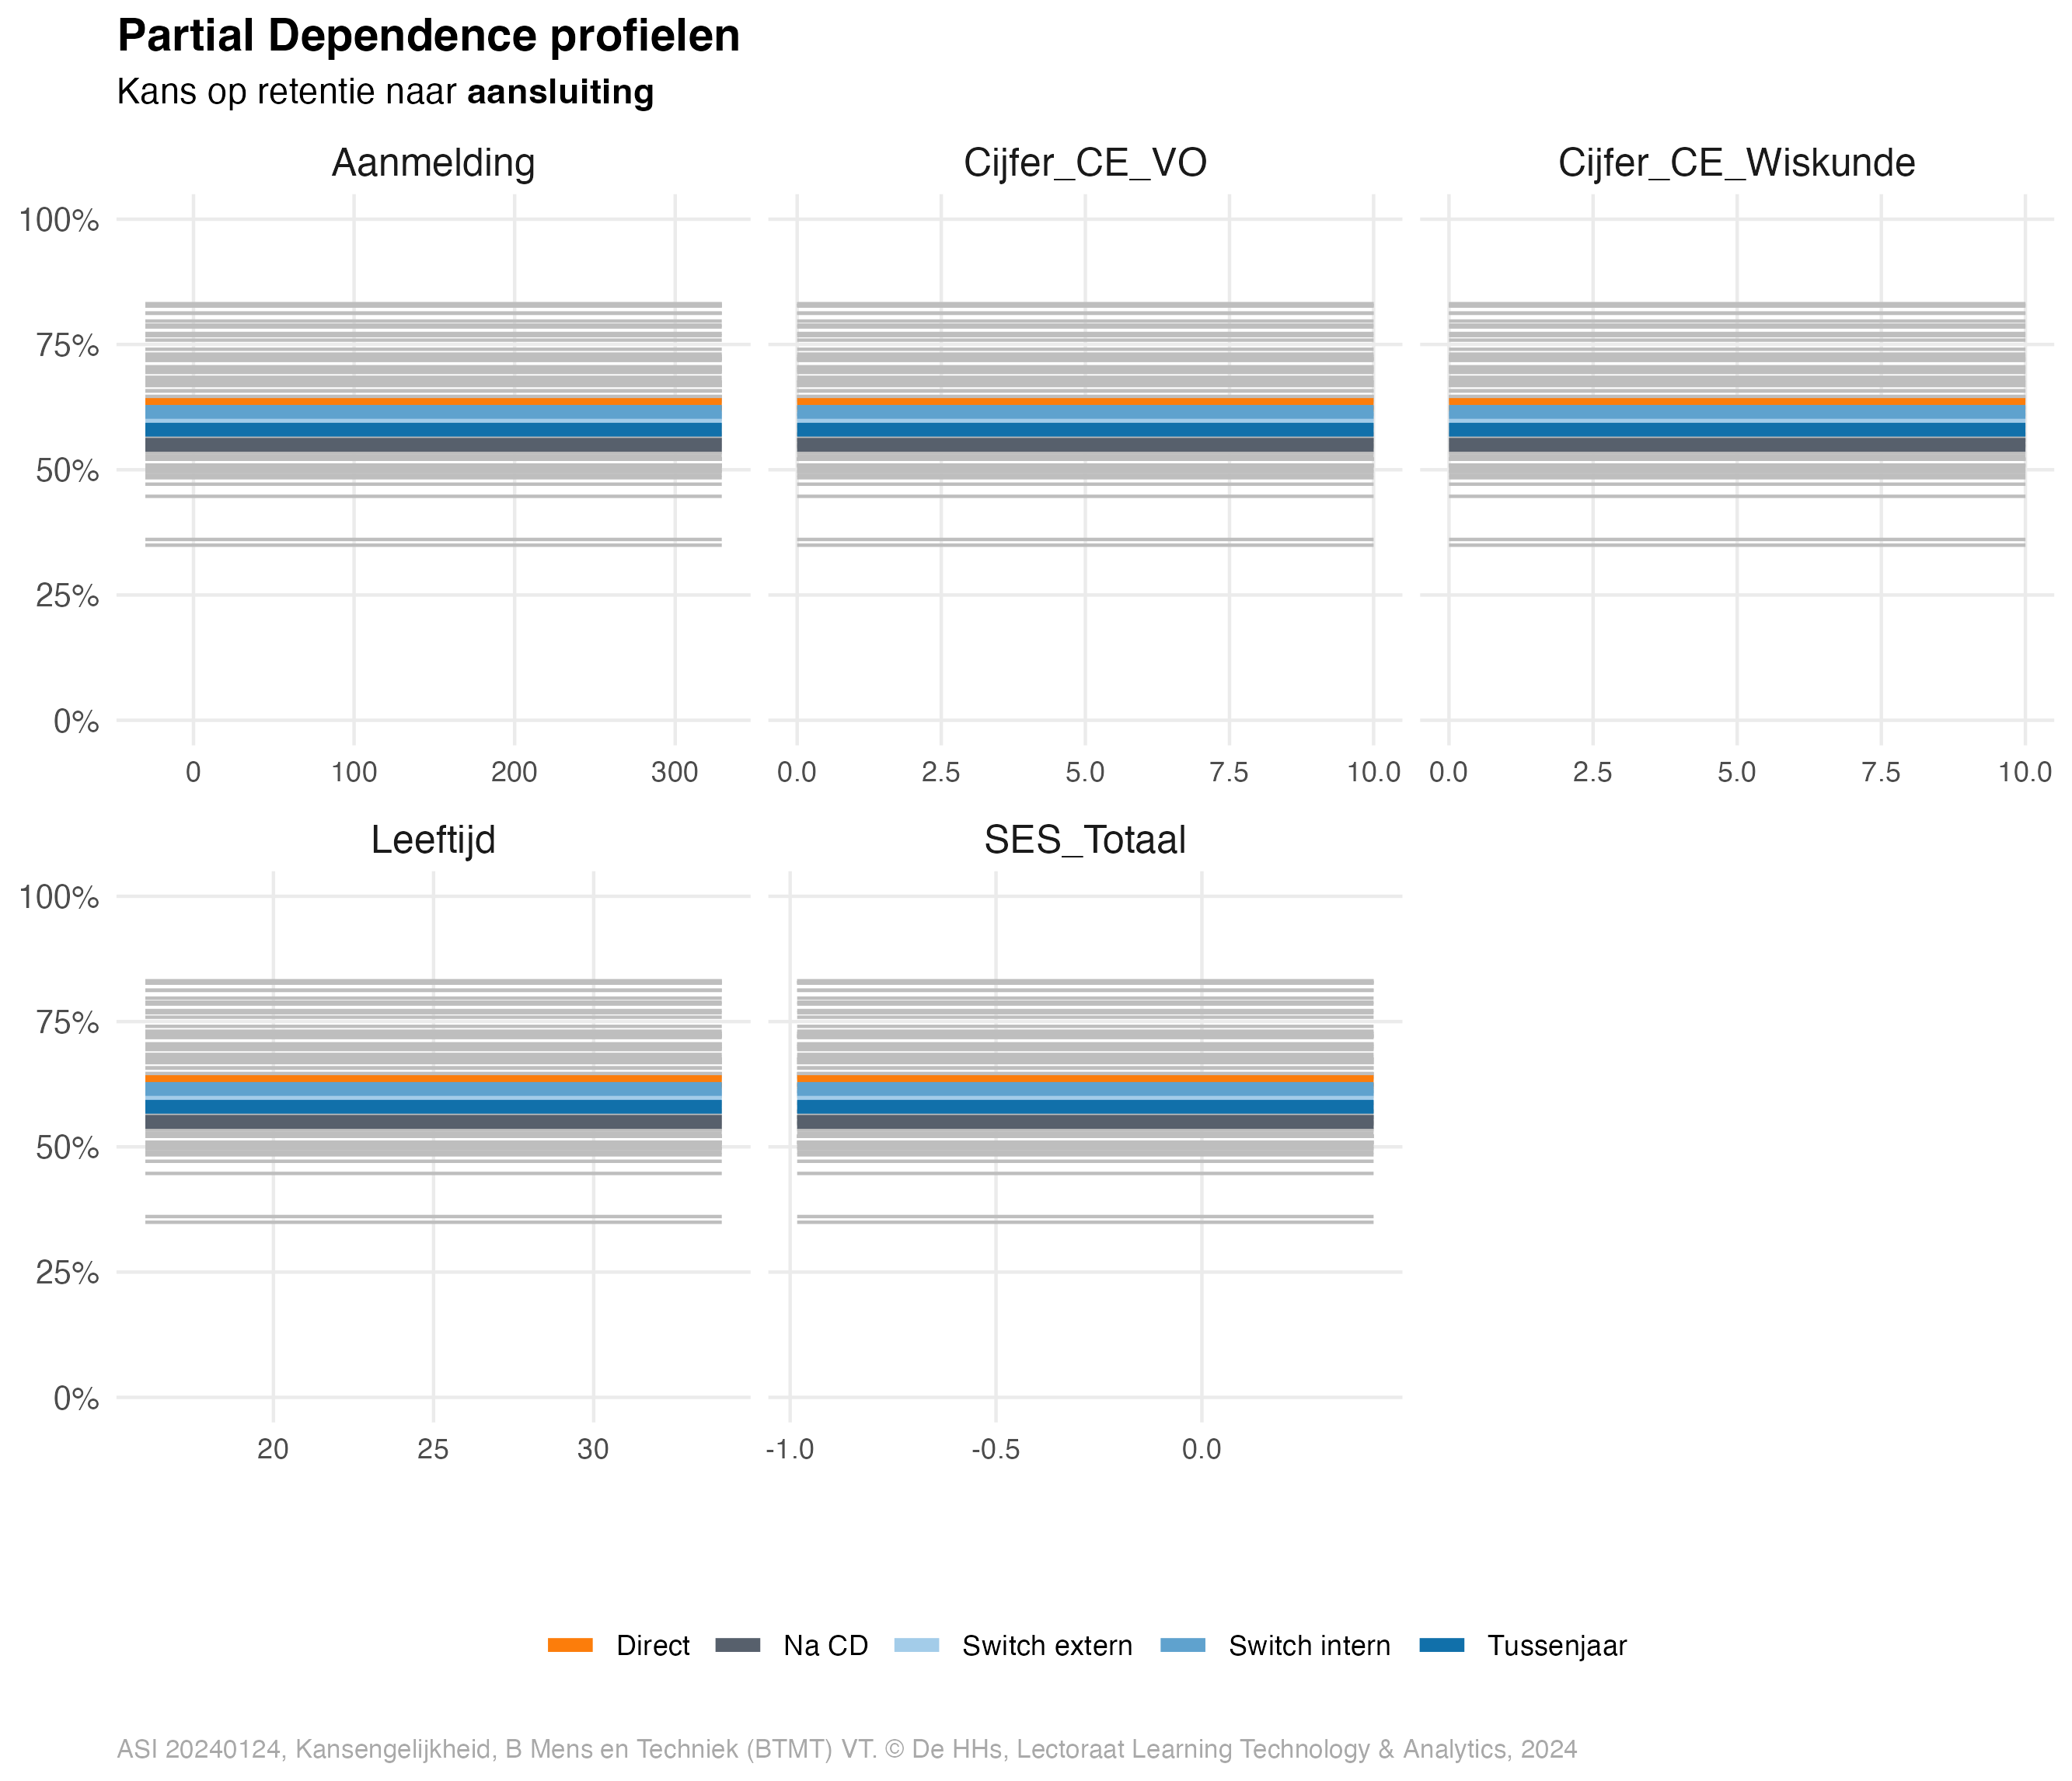 Partial Dependence profielen
Kans op retentie naar aansluiting
Aanmelding Cijfer_CE_VO Cijfer_CE_Wiskunde
100%
75%
50%
25%
0%
0 100 200 300 0.0 2.5 5.0 7.5 10.0 0.0 2.5 5.0 7.5 10.0
Leeftijd SES_Totaal
100%
75%
50%
25%
0%
20 25 30 -1.0 -0.5 0.0
Direct Na CD Switch extern Switch intern Tussenjaar
ASI 20240124, Kansengelijkheid, B Mens en Techniek (BTMT) VT. © De HHs, Lectoraat Learning Technology & Analytics, 2024